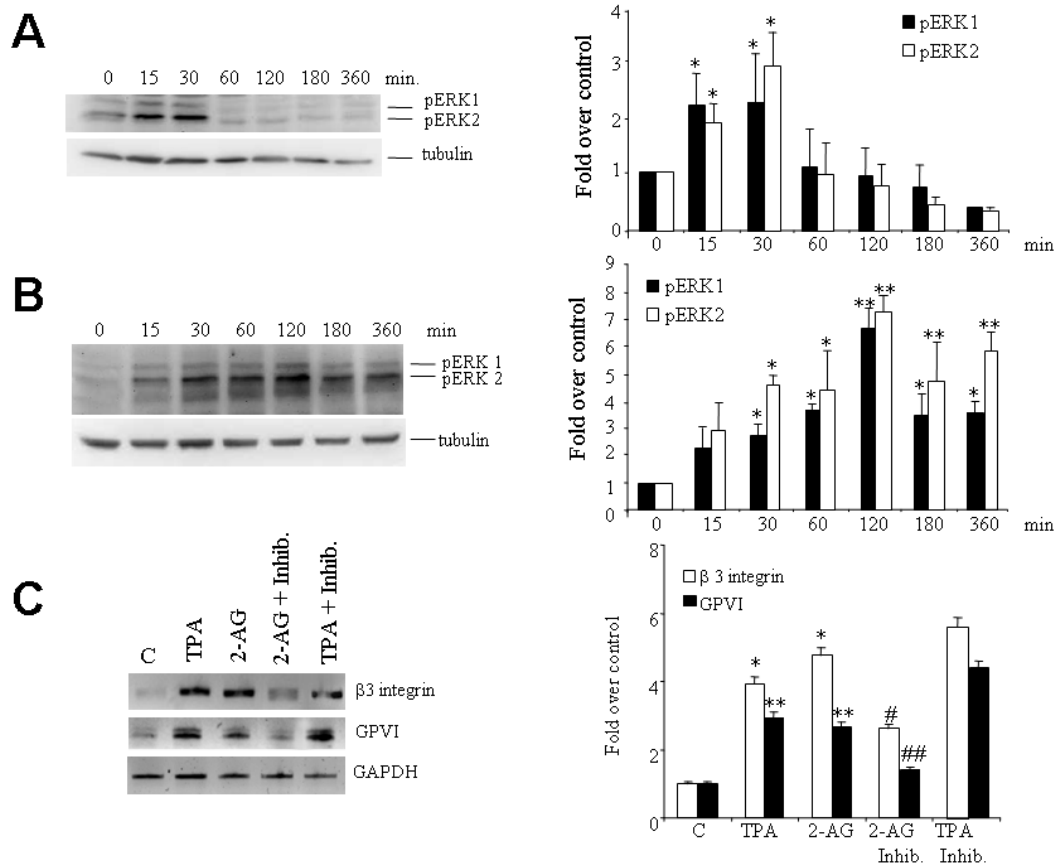 A
0 15 30 60 120 180 360 min.
pERK1
pERK2
tubulin
Fold over control
4
3
2
1
0
pERK1
pERK2
* * * *
0 15 30 60 120 180 360 min
B
0 15 30 60 120 180 360 min
pERK 1
pERK 2
tubulin
Fold over control
9
8
7
6
5
4
3
2
1
0
pERK1
pERK2
* * * * ** ** * ** * **
0 15 30 60 120 180 360 min
C
C TPA 2-AG 2-AG + Inhib. TPA + Inhib.
β3 integrin
GPVI
GAPDH
Fold over control
8
6
4
2
0
β 3 integrin
GPVI
* ** * ** # ##
C TPA 2-AG 2-AG TPA
Inhib. Inhib.